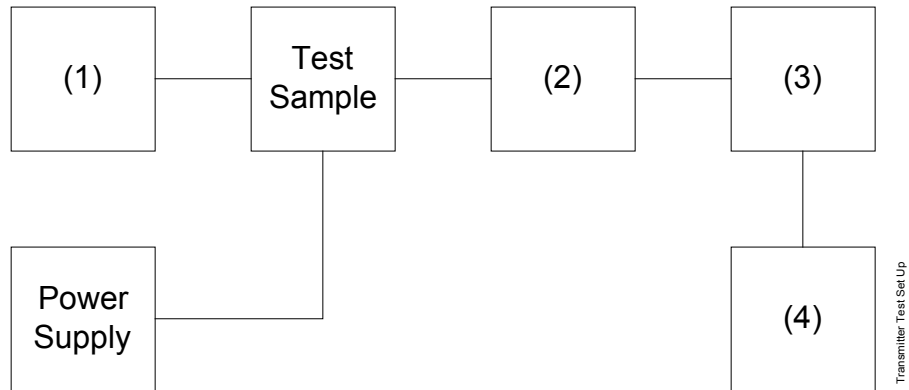 (1)
Test
Sample
(2)
(3)
Power
Supply
(4)
Transmitter Test Set Up